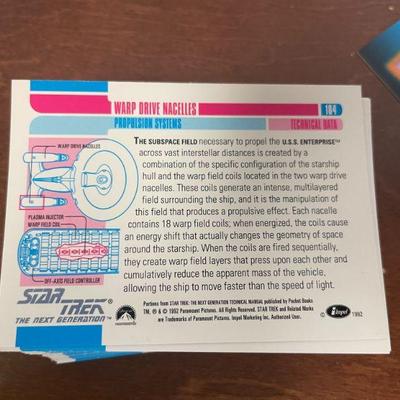 WARP DRIVE NACELLES 184
PROPULSION SYSTEMS TECHNICAL DATA
WARP DRIVE NACELLES
PLASMA INJECTOR
WARP FIELD COIL
OFF-AXIS FIELD CONTROLLER
THE SUBSPACE FIELD necessary to propel the U.S.S. ENTERPRISE™
across vast interstellar distances is created by a
combination of the specific configuration of the starship
hull and the warp field coils located in the two warp drive
nacelles. These coils generate an intense, multilayered
field surrounding the ship, and it is the manipulation of
this field that produces a propulsive effect. Each nacelle
contains 18 warp field coils; when energized, the coils cause
an energy shift that actually changes the geometry of space
around the starship. When the coils are fired sequentially,
they create warp field layers that press upon each other and
cumulatively reduce the apparent mass of the vehicle,
allowing the ship to move faster than the speed of light.
STAR TREK
THE NEXT GENERATION™
Paramount
Portions from STAR TREK: THE NEXT GENERATION TECHNICAL MANUAL published by Pocket Books
TM, ® & © 1992 Paramount Pictures. All Rights Reserved. STAR TREK and Related Marks
are Trademarks of Paramount Pictures. Impel Marketing Inc. Authorized User.
© impel 1992